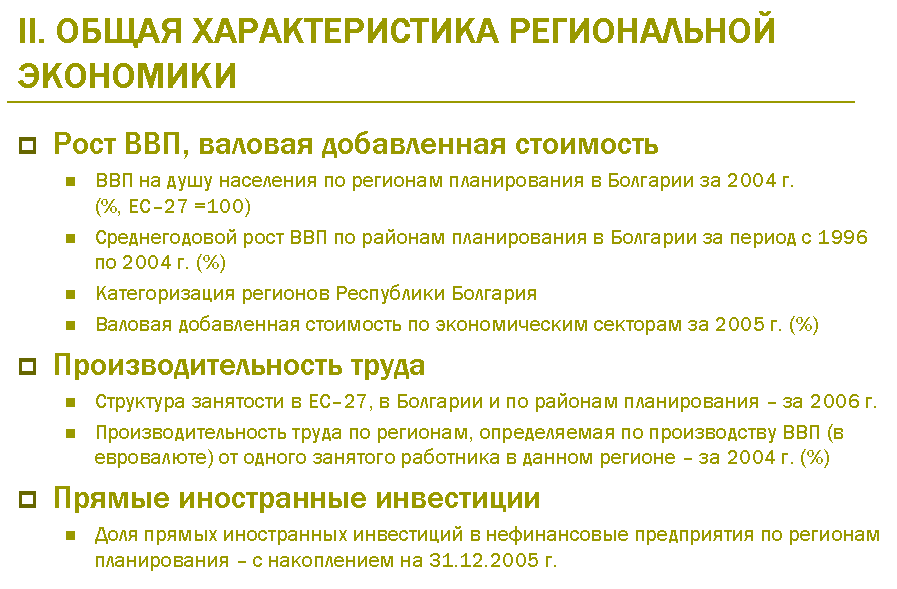 II. ОБЩАЯ ХАРАКТЕРИСТИКА РЕГИОНАЛЬНОЙ
ЭКОНОМИКИ
Рост ВВП, валовая добавленная стоимость
ВВП на душу населения по регионам планирования в Болгарии за 2004 г.
(%, ЕС–27 =100)
Среднегодовой рост ВВП по районам планирования в Болгарии за период с 1996
по 2004 г. (%)
Категоризация регионов Республики Болгария
Валовая добавленная стоимость по экономическим секторам за 2005 г. (%)
Производительность труда
Структура занятости в ЕС–27, в Болгарии и по районам планирования – за 2006 г.
Производительность труда по регионам, определяемая по производству ВВП (в
евровалюте) от одного занятого работника в данном регионе – за 2004 г. (%)
Прямые иностранные инвестиции
Доля прямых иностранных инвестиций в нефинансовые предприятия по регионам
планирования – с накоплением на 31.12.2005 г.